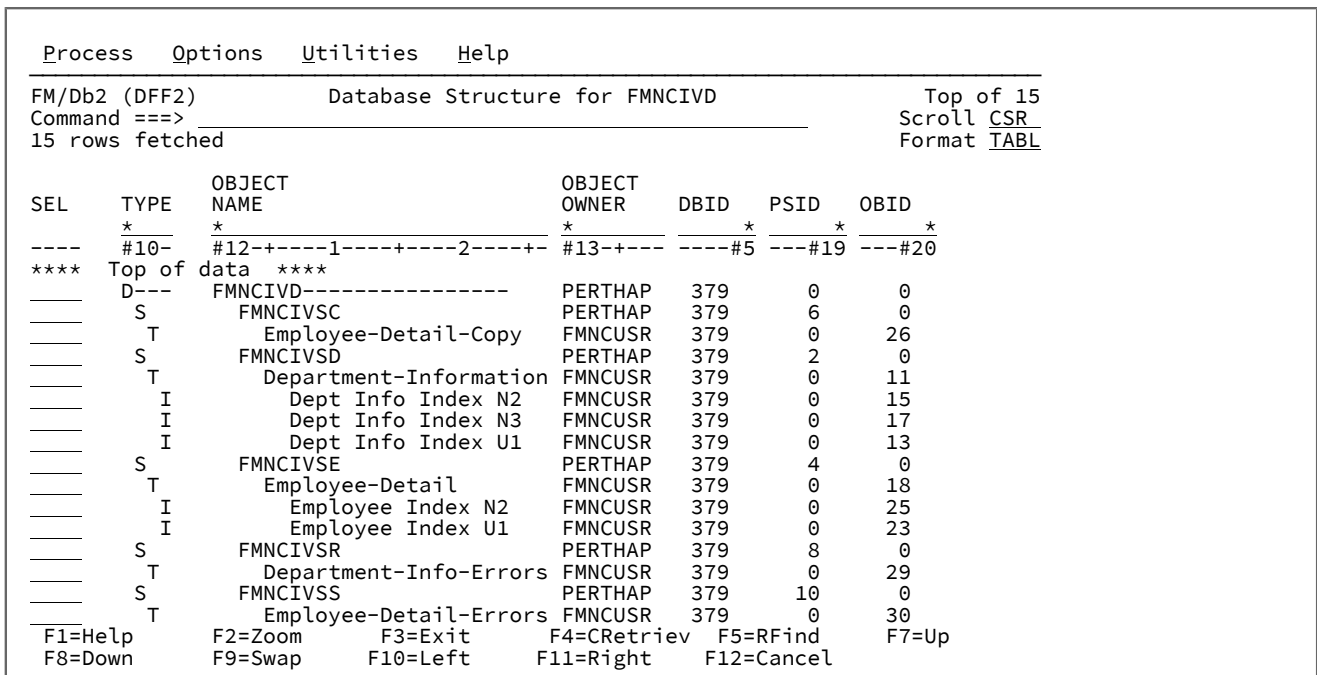 Process   Options   Utilities   Help
FM/Db2 (DFF2)        Database Structure for FMNCIVD                Top of 15
Command ===>                                                       Scroll CSR
15 rows fetched                                                    Format TABL
              OBJECT                     OBJECT
SEL    TYPE   NAME                       OWNER    DBID   PSID   OBID
       *      *                          *             *      *      *
----   #10-   #12-+----1----+----2----+- #13-+--- ----#5 ---#19 ---#20
****  Top of data  ****
       D---   FMNCIVD----------------    PERTHAP   379      0      0
        S       FMNCIVSC                 PERTHAP   379      6      0
         T        Employee-Detail-Copy   FMNCUSR   379      0     26
        S       FMNCIVSD                 PERTHAP   379      2      0
         T        Department-Information FMNCUSR   379      0     11
          I         Dept Info Index N2   FMNCUSR   379      0     15
          I         Dept Info Index N3   FMNCUSR   379      0     17
          I         Dept Info Index U1   FMNCUSR   379      0     13
        S       FMNCIVSE                 PERTHAP   379      4      0
         T        Employee-Detail        FMNCUSR   379      0     18
          I         Employee Index N2    FMNCUSR   379      0     25
          I         Employee Index U1    FMNCUSR   379      0     23
        S       FMNCIVSR                 PERTHAP   379      8      0
         T        Department-Info-Errors FMNCUSR   379      0     29
        S       FMNCIVSS                 PERTHAP   379     10      0
         T        Employee-Detail-Errors FMNCUSR   379      0     30
 F1=Help      F2=Zoom      F3=Exit      F4=CRetriev  F5=RFind     F7=Up
 F8=Down      F9=Swap     F10=Left     F11=Right    F12=Cancel